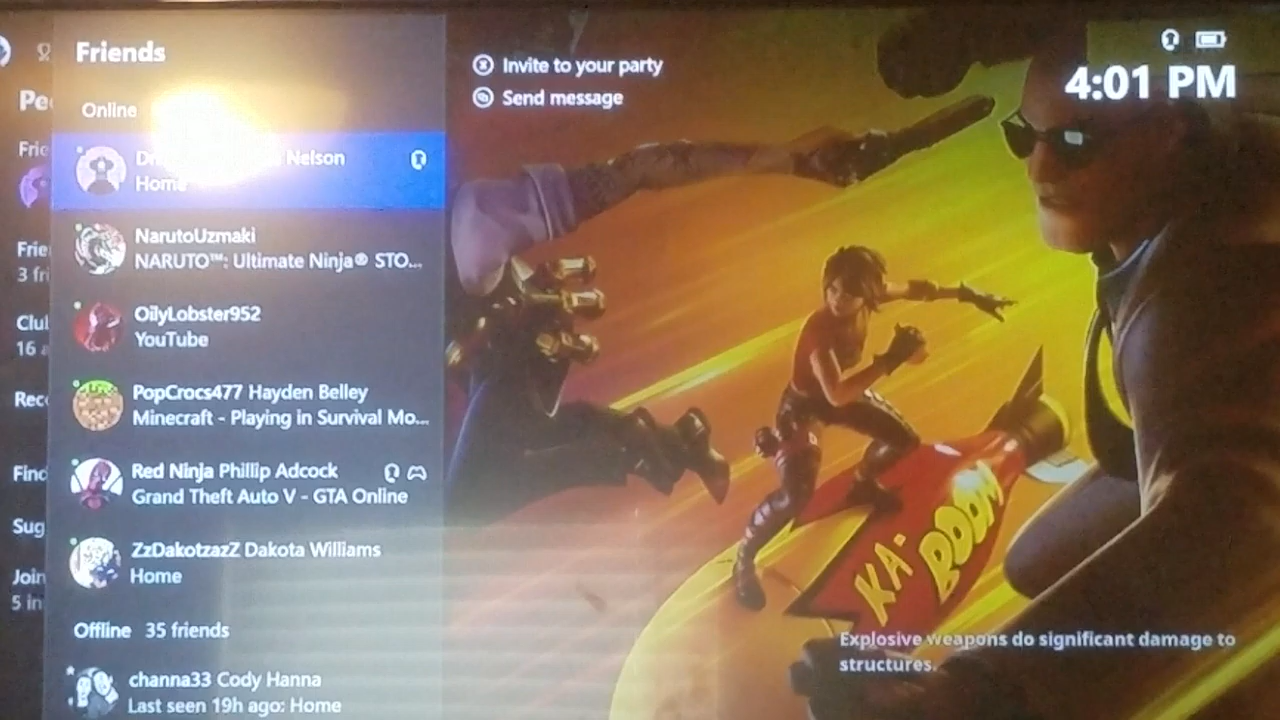 Friends
Online
Nelson
Home
NarutoUzmaki
NARUTO™: Ultimate Ninja® STO...
OilyLobster952
YouTube
PopCrocs477 Hayden Belley
Minecraft - Playing in Survival Mo...
Red Ninja Phillip Adcock
Grand Theft Auto V - GTA Online
ZzDakotzazZ Dakota Williams
Home
Offline 35 friends
channa33 Cody Hanna
Last seen 19h ago: Home
Invite to your party
Send message
4:01 PM
KA-
BOOM
Explosive weapons do significant damage to
structures.